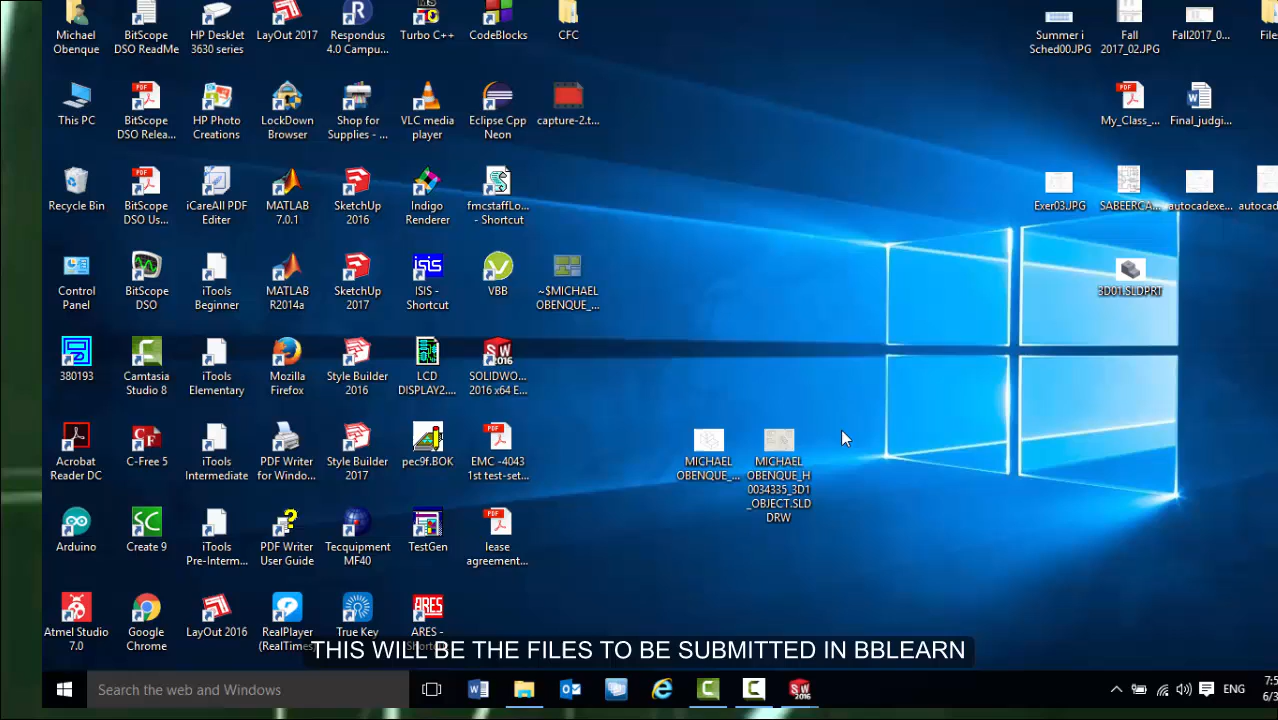 Michael
Obenque
BitScope
DSO ReadMe
HP DeskJet
3630 series
LayOut 2017
Respondus
4.0 Campu...
Turbo C++
CodeBlocks
CFC
Summer i
Sched00.JPG
Fall
2017_02.JPG
Fall2017_0...
This PC
BitScope
DSO Relea...
HP Photo
Creations
LockDown
Browser
Shop for
Supplies - ...
VLC media
player
Eclipse Cpp
Neon
capture-2.t...
My_Class_...
Final_judgi...
Recycle Bin
BitScope
DSO Us...
iCareAll PDF
Editor
MATLAB
7.0.1
SketchUp
2016
Indigo
Renderer
fmcstaffLo...
- Shortcut
Exer03.JPG
SABEERCA...
autocadexe...
Control
Panel
BitScope
DSO
iTools
Beginner
MATLAB
R2014a
SketchUp
2017
ISIS -
Shortcut
VBB
~$MICHAEL
OBENQUE_...
3D01.SLDPRT
380193
Camtasia
Studio 8
iTools
Elementary
Mozilla
Firefox
Style Builder
2016
LCD
DISPLAY2....
SOLIDWO...
2016 x64 E...
Acrobat
Reader DC
C-Free 5
iTools
Intermediate
PDF Writer
for Windo...
Style Builder
2017
pec9f.BOK
EMC -4043
1st test-set...
MICHAEL
OBENQUE_...
MICHAEL
OBENQUE_H
0034335_3D1
_OBJECT.SLD
DRW
Arduino
Create 9
iTools
Pre-Interm...
PDF Writer
User Guide
Tecquipment
MF40
TestGen
lease
agreement...
Atmel Studio
7.0
Google
Chrome
LayOut 2016
RealPlayer
(RealTimes)
True Key
ARES -
THIS WILL BE THE FILES TO BE SUBMITTED IN BBLEARN
Search the web and Windows
ENG